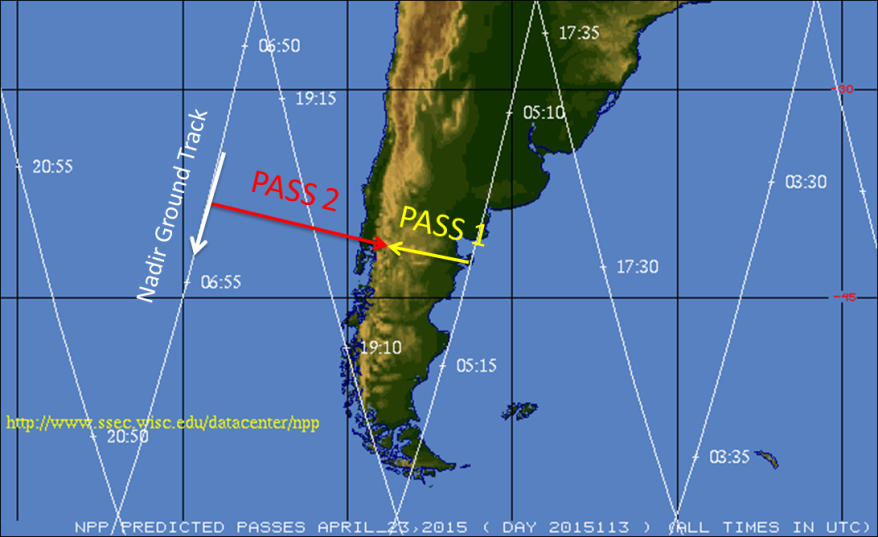 17:35
06:50
-30
19:15
05:10
20:55
03:30
PASS 2
Nadir Ground Track
PASS 1
17:30
06:55
-45
19:10
05:15
http://www.ssec.wisc.edu/datacenter/npp
20:50
03:35
NPP PREDICTED PASSES APRIL_23,2015 ( DAY 2015113 ) (ALL TIMES IN UTC)